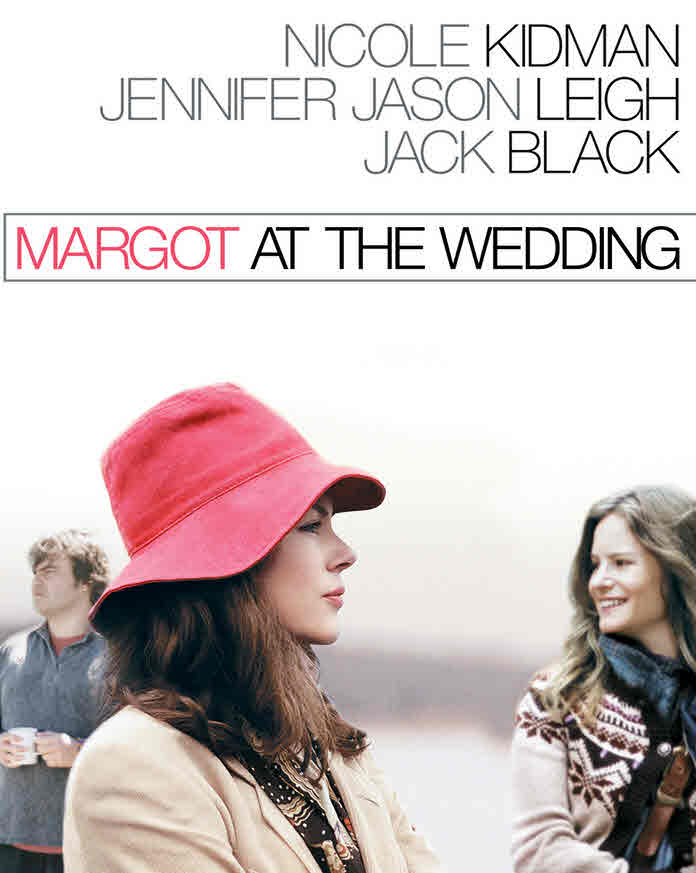 NICOLE KIDMAN
JENNIFER JASON LEIGH
JACK BLACK
MARGOT AT THE WEDDING